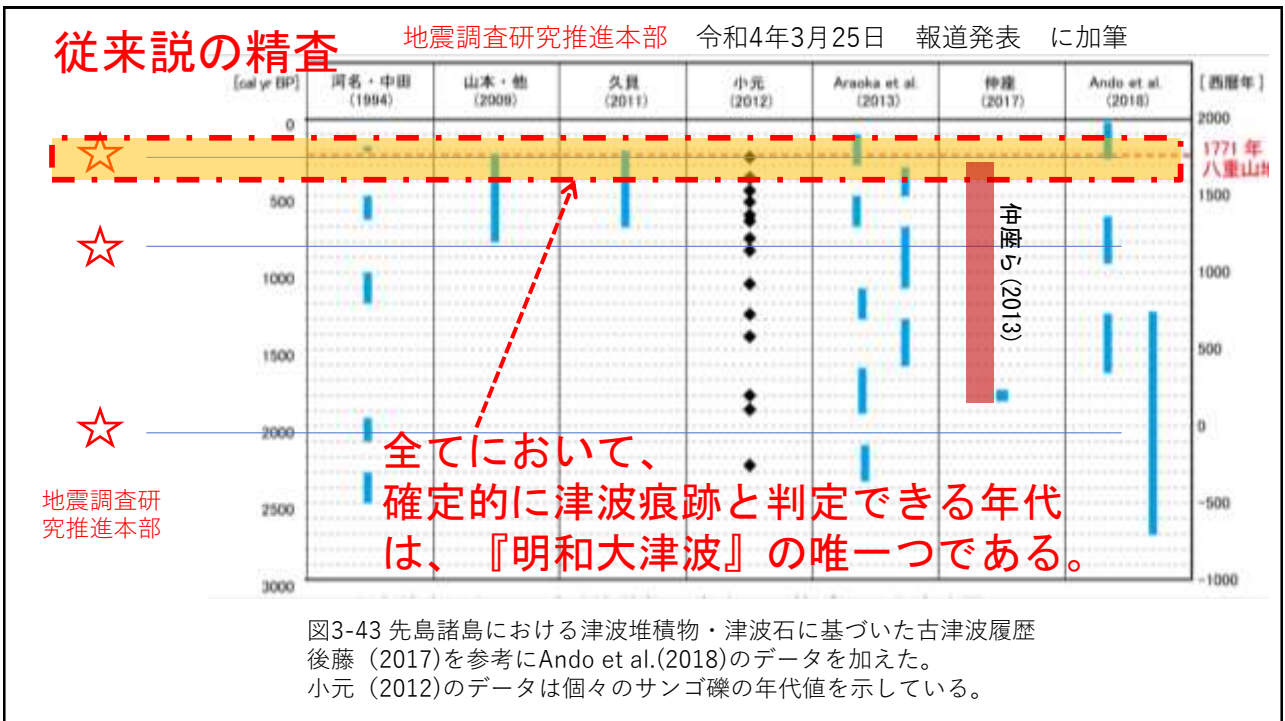 従来説の精査
地震調査研究推進本部　令和4年3月25日　報道発表　に加筆
[cal yr BP]
河名・中田
(1994)
山本・他
(2009)
久貝
(2011)
小元
(2012)
Araoka et al.
(2013)
仲座
(2017)
Ando et al.
(2018)
[西暦年]
0
500
1000
1500
2000
2500
3000
2000
1500
1000
500
0
-500
-1000
1771 年
八重山地
仲座ら(2013)
地震調査研
究推進本部
全てにおいて、
確定的に津波痕跡と判定できる年代
は、『明和大津波』の唯一つである。
図3-43 先島諸島における津波堆積物・津波石に基づいた古津波履歴
後藤（2017)を参考にAndo et al.(2018)のデータを加えた。
小元（2012)のデータは個々のサンゴ礫の年代値を示している。